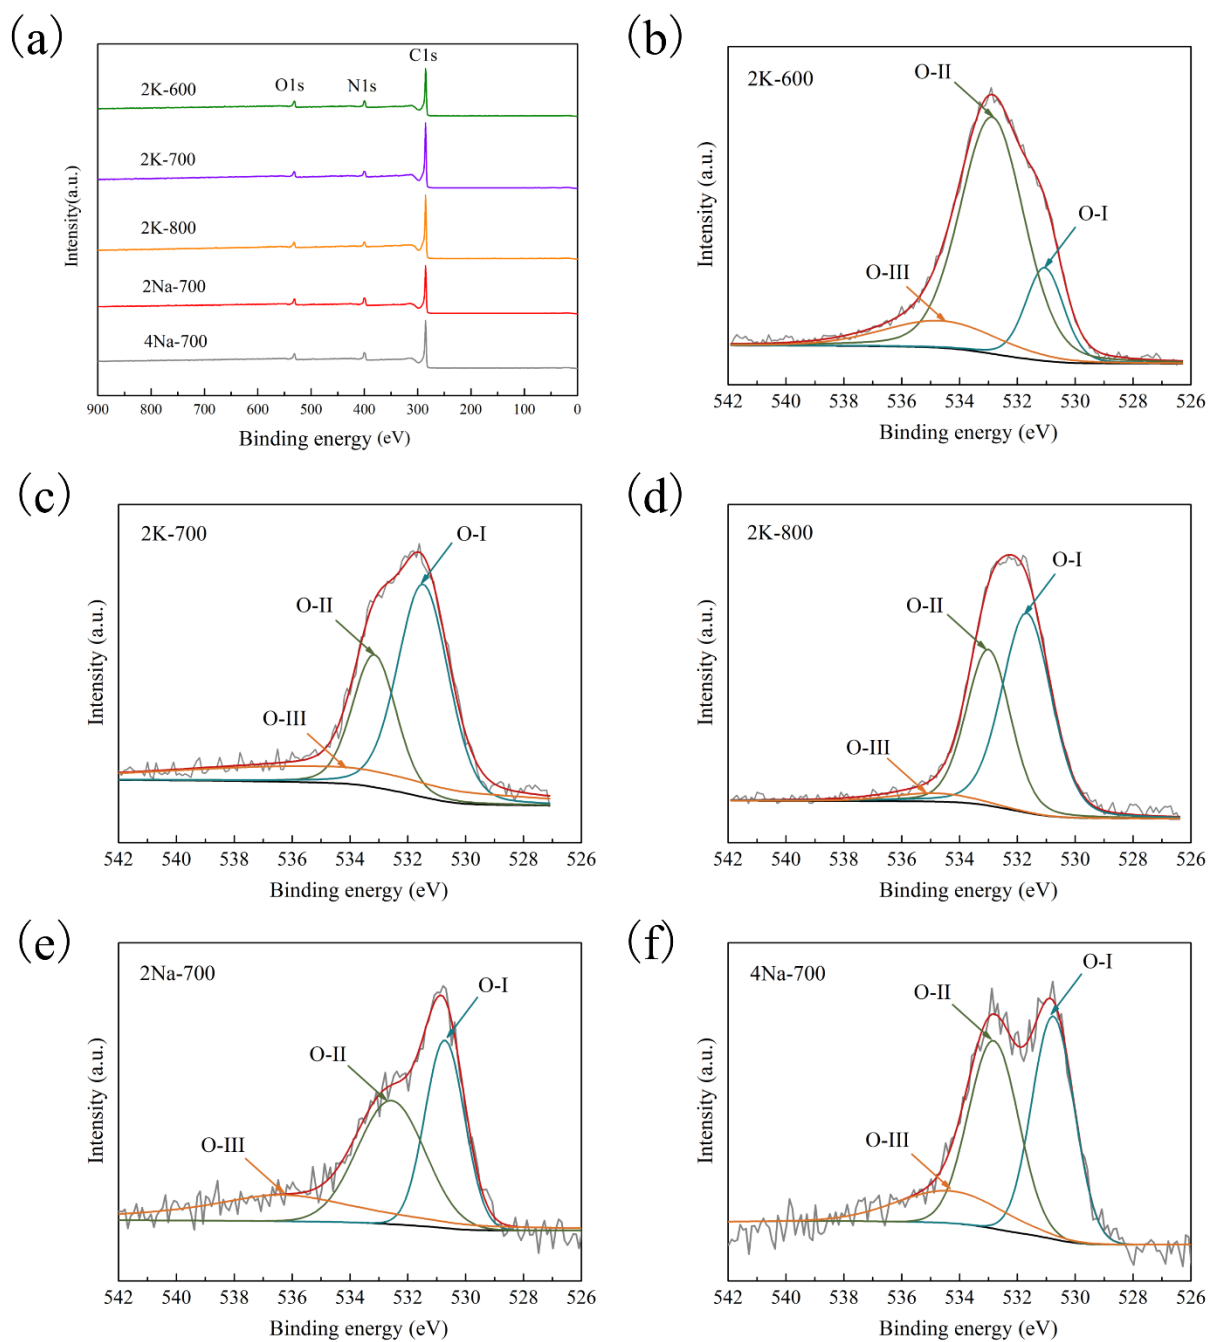 (a)
C1s
O1s
N1s
2K-600
2K-700
2K-800
2Na-700
4Na-700
Intensity(a.u.)
900 800 700 600 500 400 300 200 100 0
Binding energy (eV)
(b)
2K-600
O-II
O-I
O-III
Intensity (a.u.)
542 540 538 536 534 532 530 528 526
Binding energy (eV)
(c)
2K-700
O-I
O-II
O-III
Intensity (a.u.)
542 540 538 536 534 532 530 528 526
Binding energy (eV)
(d)
2K-800
O-I
O-II
O-III
Intensity (a.u.)
542 540 538 536 534 532 530 528 526
Binding energy (eV)
(e)
2Na-700
O-I
O-II
O-III
Intensity (a.u.)
542 540 538 536 534 532 530 528 526
Binding energy (eV)
(f)
4Na-700
O-I
O-II
O-III
Intensity (a.u.)
542 540 538 536 534 532 530 528 526
Binding energy (eV)